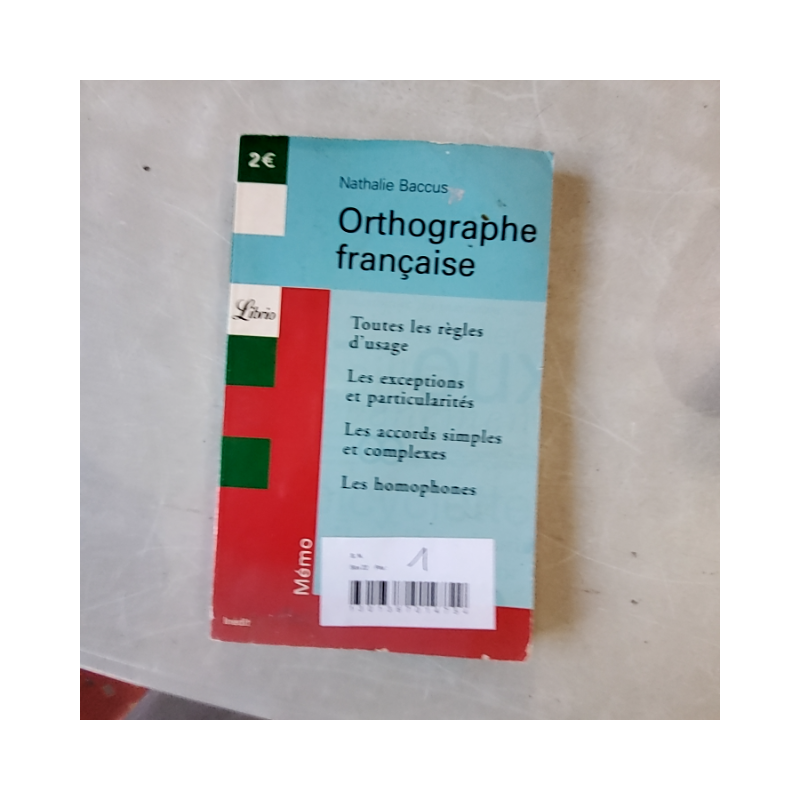 2€
Nathalie Baccus
Orthographe
française
Librio
Toutes les règles
d'usage
Les exceptions
et particularités
Les accords simples
et complexes
Les homophones
Mémo
1
Inédit